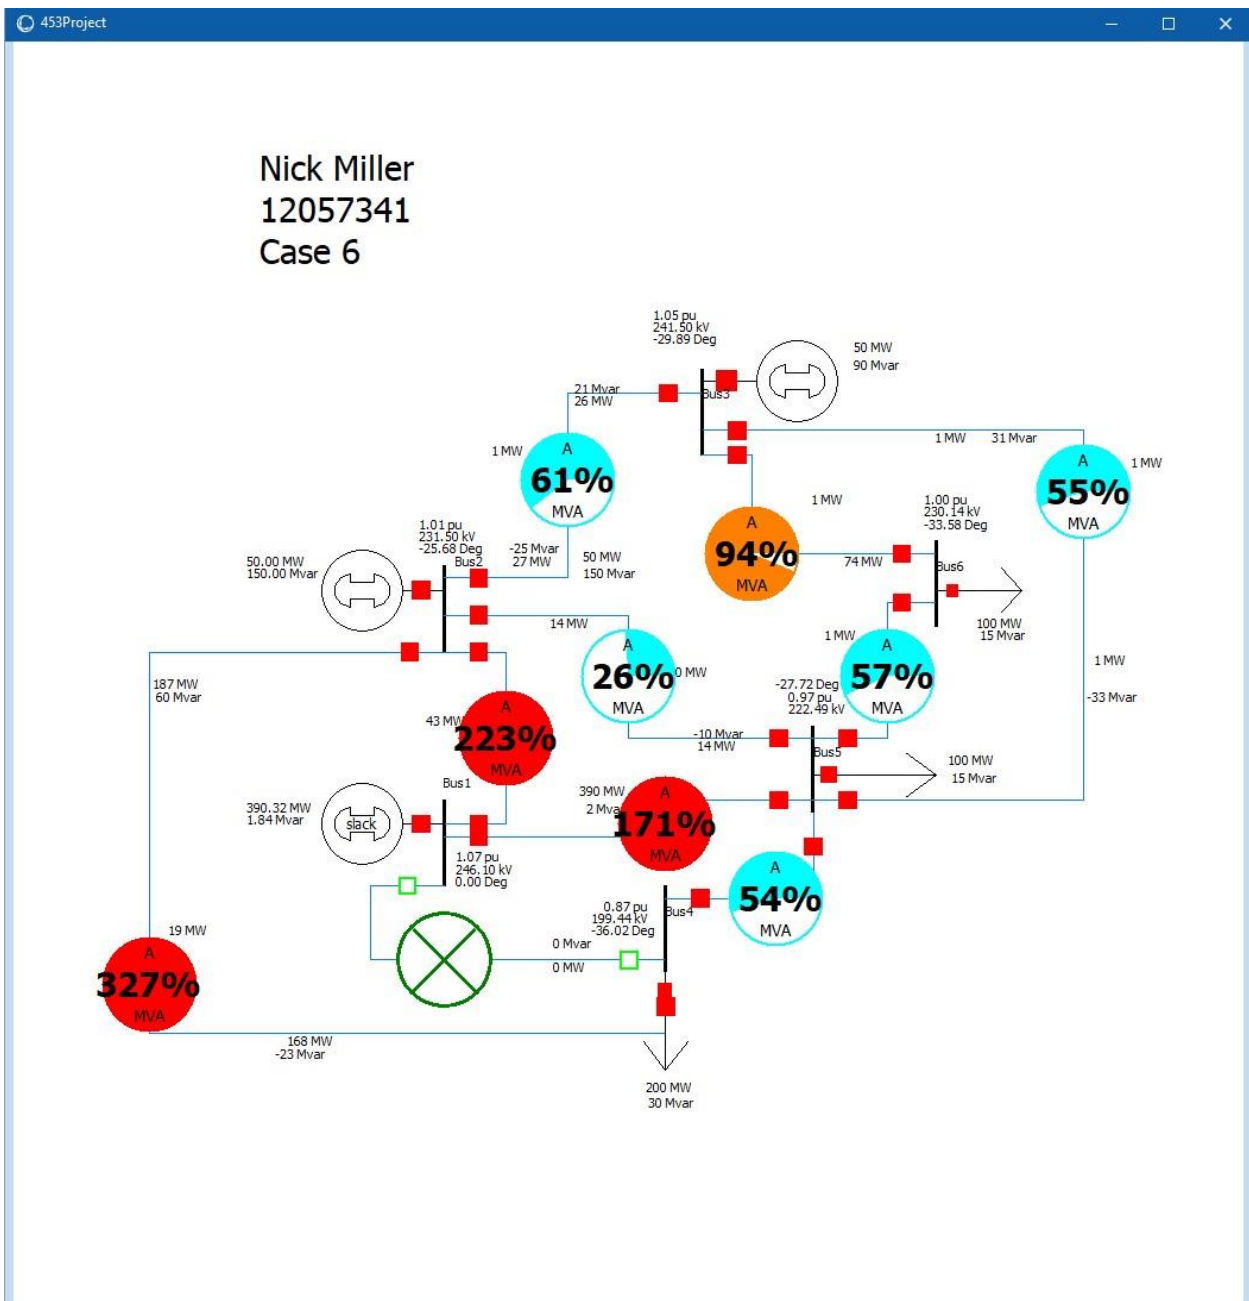 453Project
Nick Miller
12057341
Case 6
1.05 pu
241.50 kV
-29.89 Deg
50 MW
90 Mvar
Bus3
21 Mvar
26 MW
1 MW
31 Mvar
1 MW
A
61%
MVA
A
55%
MVA
1 MW
1 MW
A
94%
MVA
1.00 pu
230.14 kV
-33.58 Deg
74 MW
Bus6
1.01 pu
231.50 kV
-25.68 Deg
Bus2
-25 Mvar
27 MW
50 MW
150 Mvar
50.00 MW
150.00 Mvar
100 MW
15 Mvar
14 MW
A
26%
MVA
0 MW
1 MW
A
57%
MVA
1 MW
-33 Mvar
187 MW
60 Mvar
-27.72 Deg
0.97 pu
222.49 kV
43 MW
A
223%
MVA
-10 Mvar
14 MW
Bus5
100 MW
15 Mvar
Bus1
390.32 MW
1.84 Mvar
slack
390 MW
2 Mvar
A
171%
MVA
1.07 pu
246.10 kV
0.00 Deg
A
54%
MVA
0.87 pu
199.44 kV
-36.02 Deg
Bus4
0 Mvar
0 MW
19 MW
A
327%
MVA
168 MW
-23 Mvar
200 MW
30 Mvar